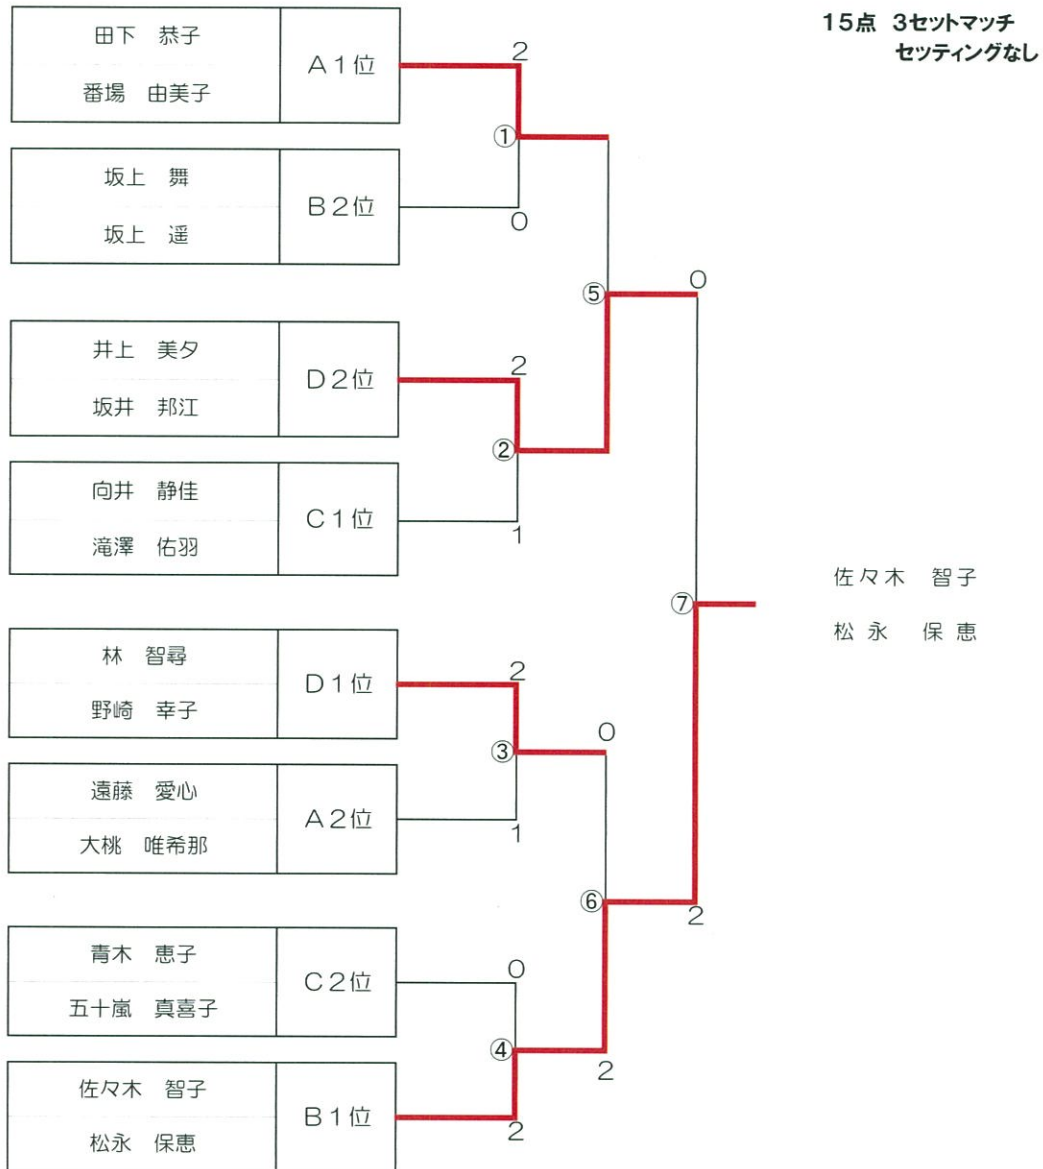 15点 3セットマッチ
セッティングなし
田下 恭子
番場 由美子
A1位
2
①
坂上 舞
坂上 遥
B2位
0
⑤
0
井上 美夕
坂井 邦江
D2位
2
②
向井 静佳
滝澤 佑羽
C1位
1
⑦
佐々木 智子
松永 保恵
林 智尋
野崎 幸子
D1位
2
③
0
遠藤 愛心
大桃 唯希那
A2位
1
⑥
2
青木 恵子
五十嵐 真喜子
C2位
0
④
2
佐々木 智子
松永 保恵
B1位
2